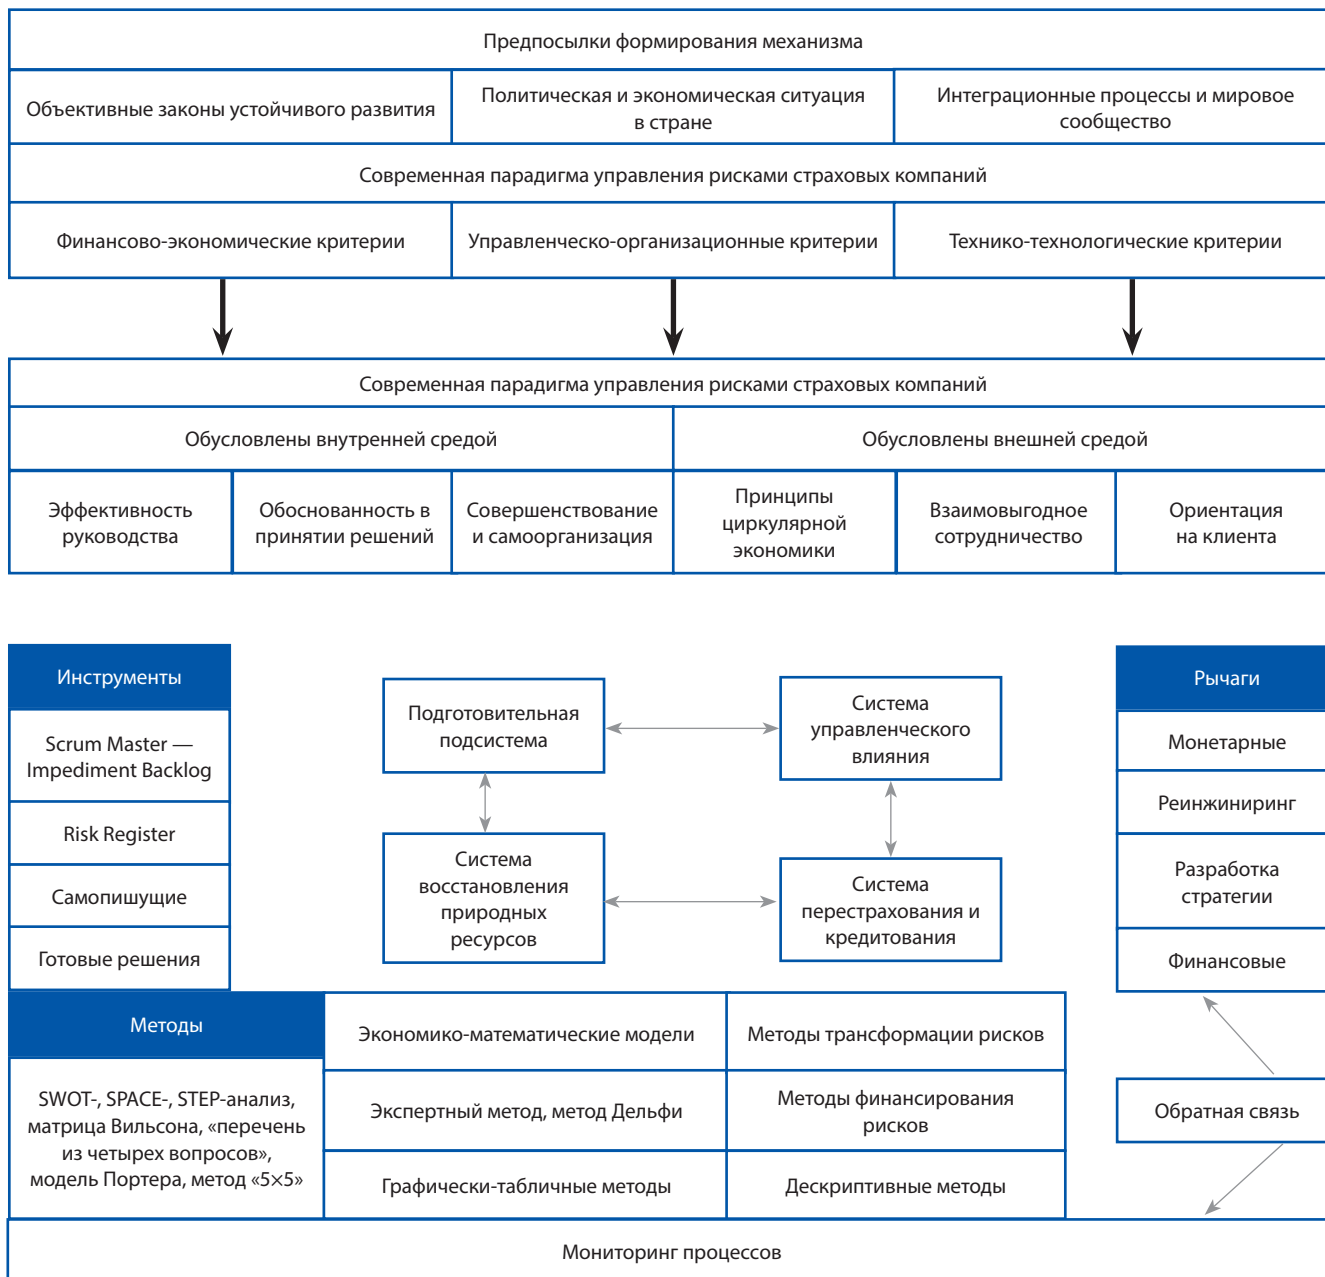 Предпосылки формирования механизма
Объективные законы устойчивого развития
Политическая и экономическая ситуация
в стране
Интеграционные процессы и мировое
сообщество
Современная парадигма управления рисками страховых компаний
Финансово-экономические критерии
Управленческо-организационные критерии
Технико-технологические критерии
Современная парадигма управления рисками страховых компаний
Обусловлены внутренней средой
Обусловлены внешней средой
Эффективность
руководства
Обоснованность в
принятии решений
Совершенствование
и самоорганизация
Принципы
циркулярной
экономики
Взаимовыгодное
сотрудничество
Ориентация
на клиента
Инструменты
Scrum Master —
Impediment Backlog
Risk Register
Самопишущие
Готовые решения
Подготовительная
подсистема
Система
управленческого
влияния
Система
восстановления
природных
ресурсов
Система
перестрахования и
кредитования
Рычаги
Монетарные
Реинжиниринг
Разработка
стратегии
Финансовые
Методы
SWOT-, SPACE-, STEP-анализ,
матрица Вильсона, «перечень
из четырех вопросов»,
модель Портера, метод «5×5»
Экономико-математические модели
Методы трансформации рисков
Экспертный метод, метод Дельфи
Методы финансирования
рисков
Графически-табличные методы
Дескриптивные методы
Обратная связь
Мониторинг процессов